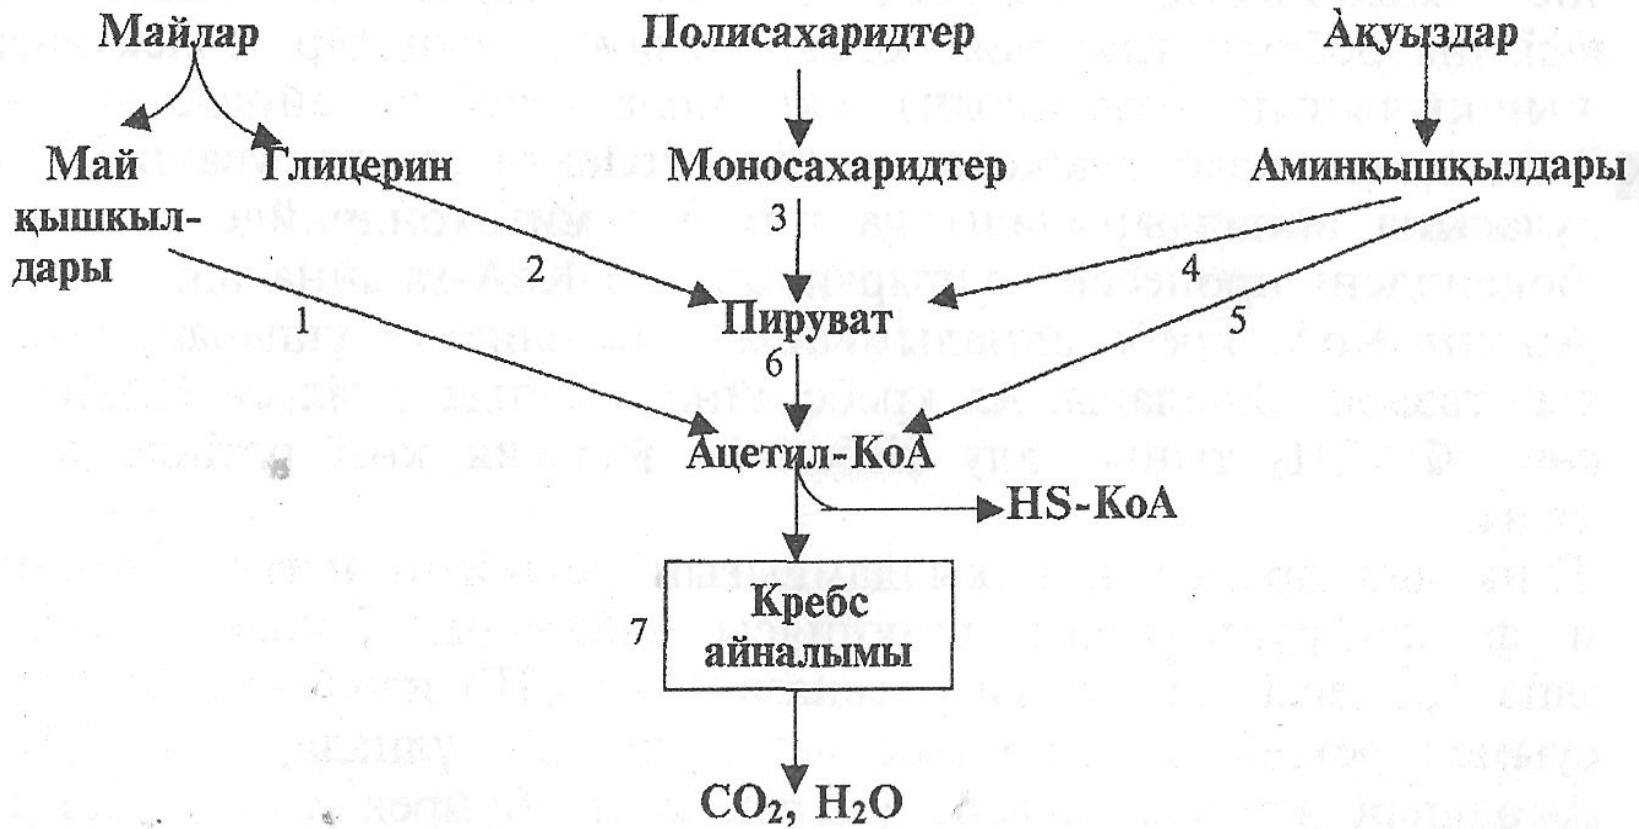 Майлар Полисахаридтер Ақуыздар
Май Глицерин Моносахаридтер Аминқышқылдары
қышкыл-
дары
3
2
4
1
5
Пируват
6
Ацетил-КоА
HS-КоА
7
Кребс
айналымы
CO₂, H₂O